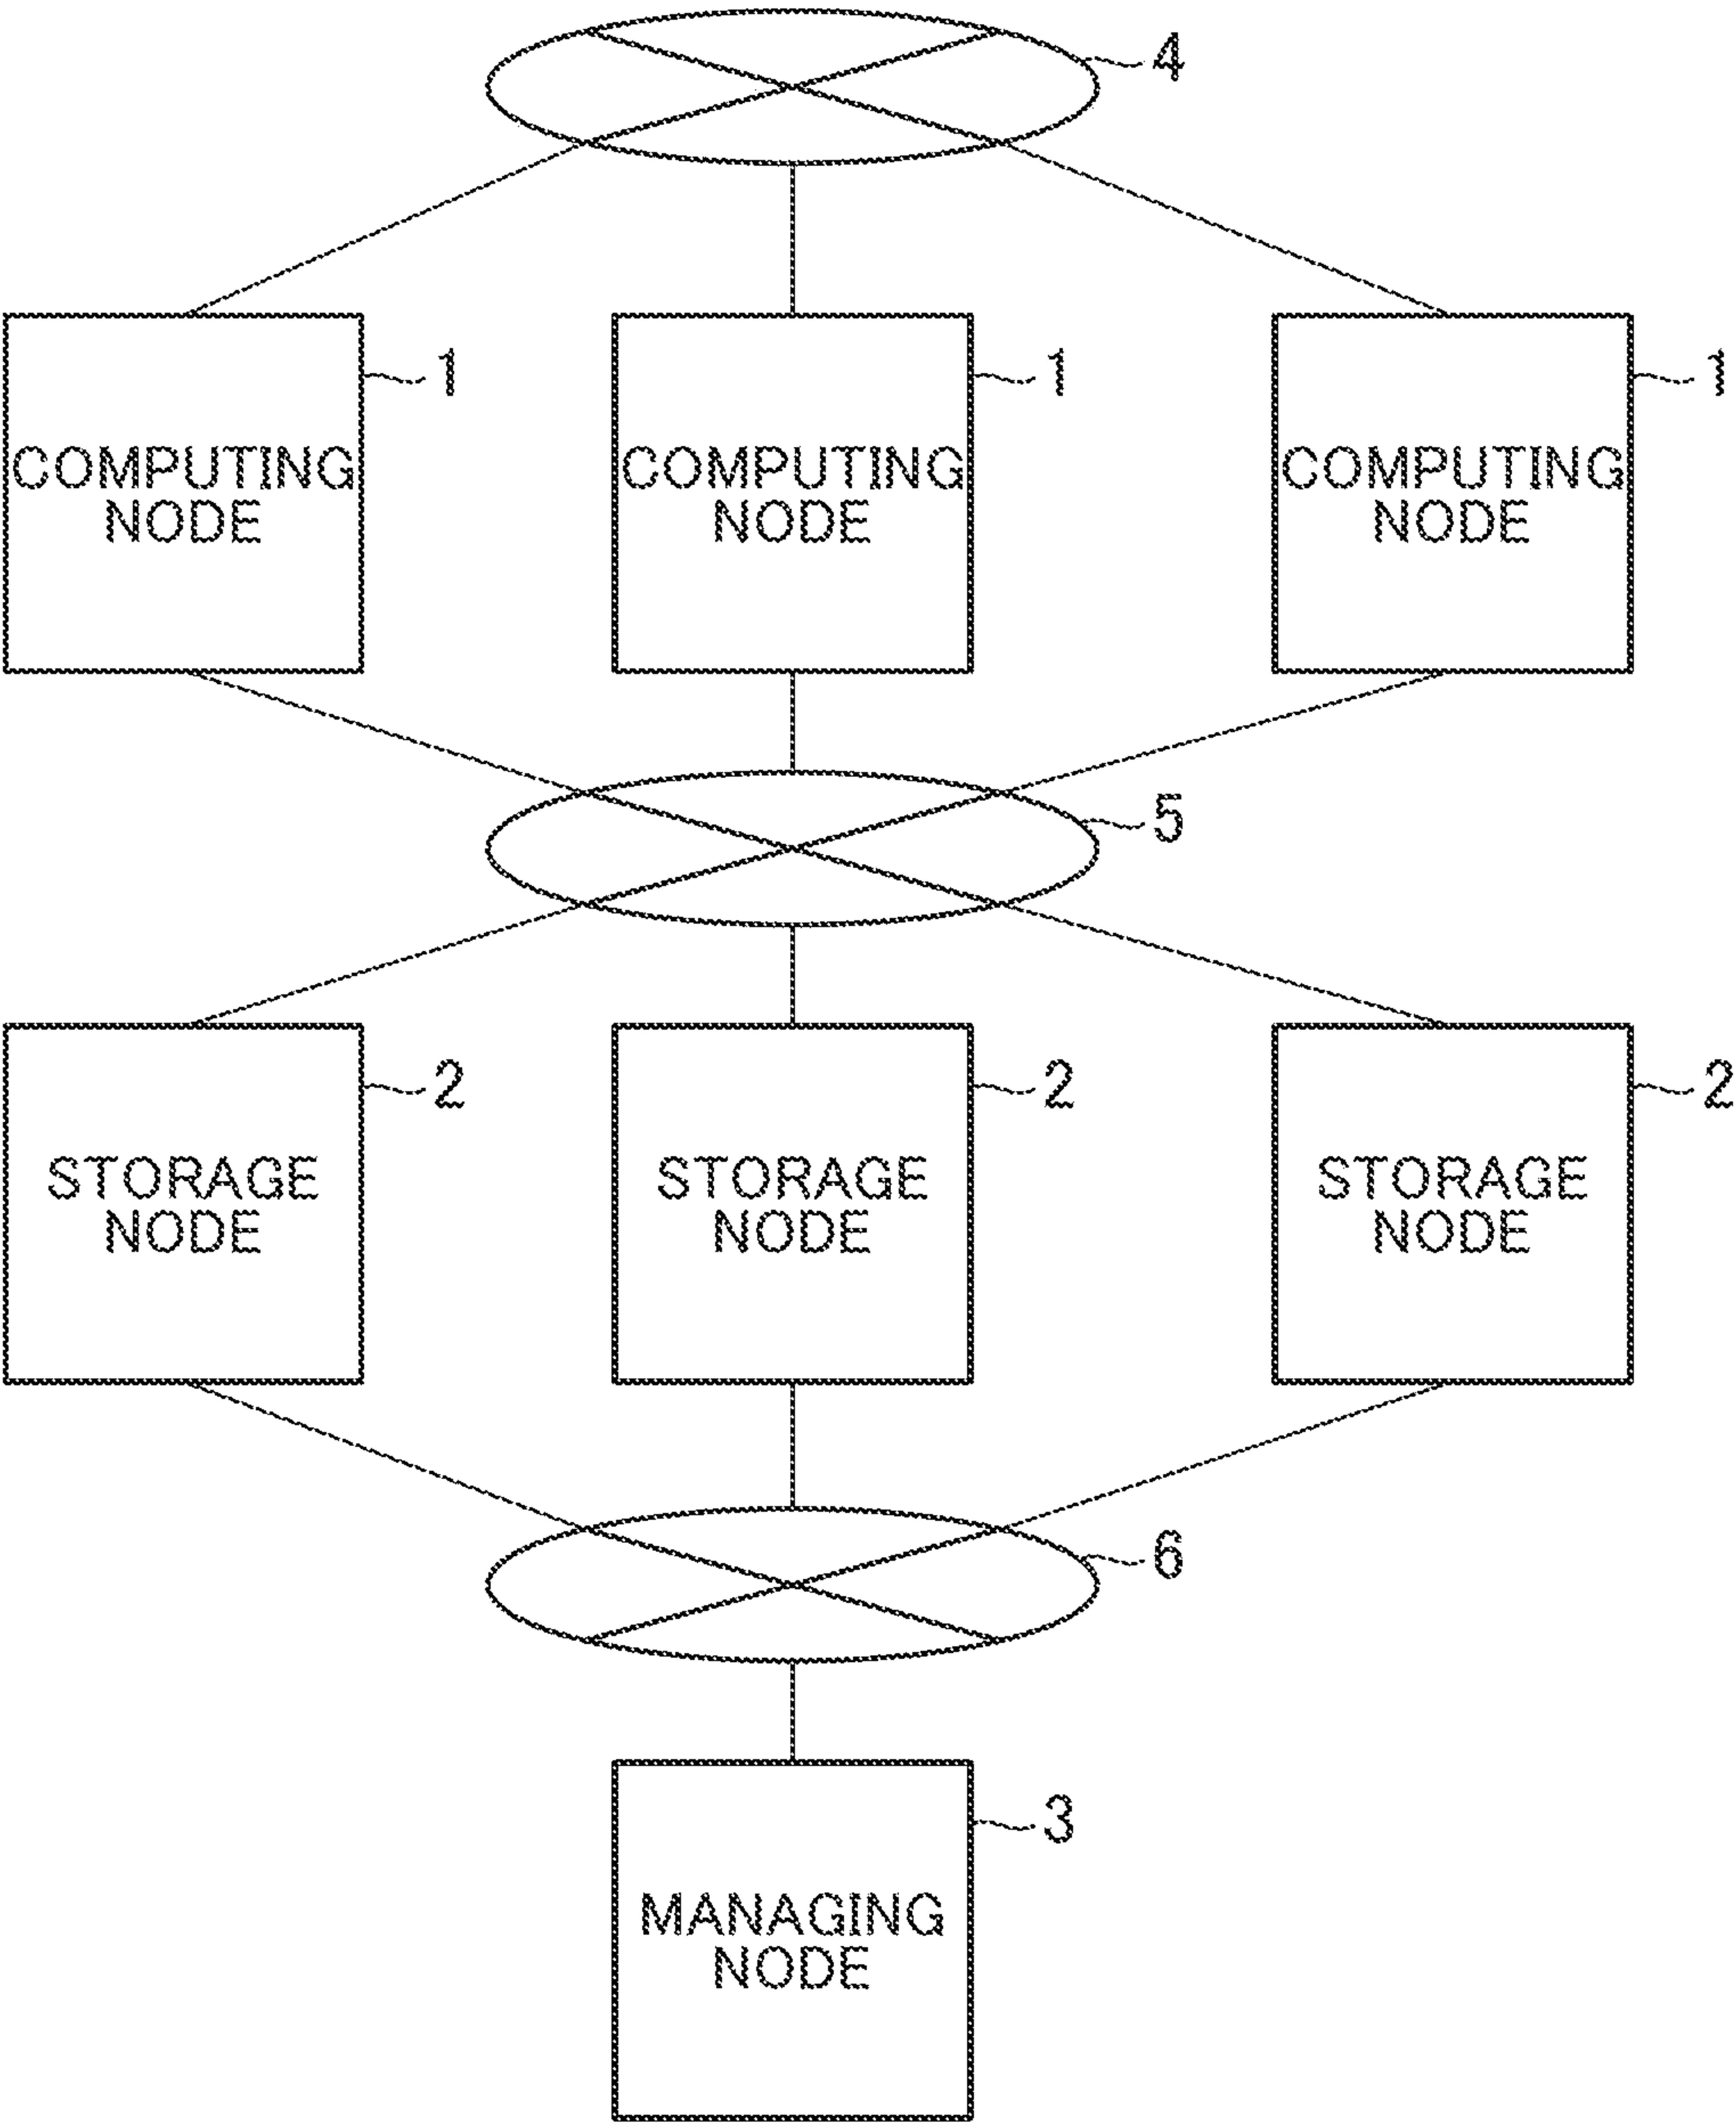 4
1
1
1
COMPUTING
NODE
COMPUTING
NODE
COMPUTING
NODE
5
2
2
2
STORAGE
NODE
STORAGE
NODE
STORAGE
NODE
6
3
MANAGING
NODE